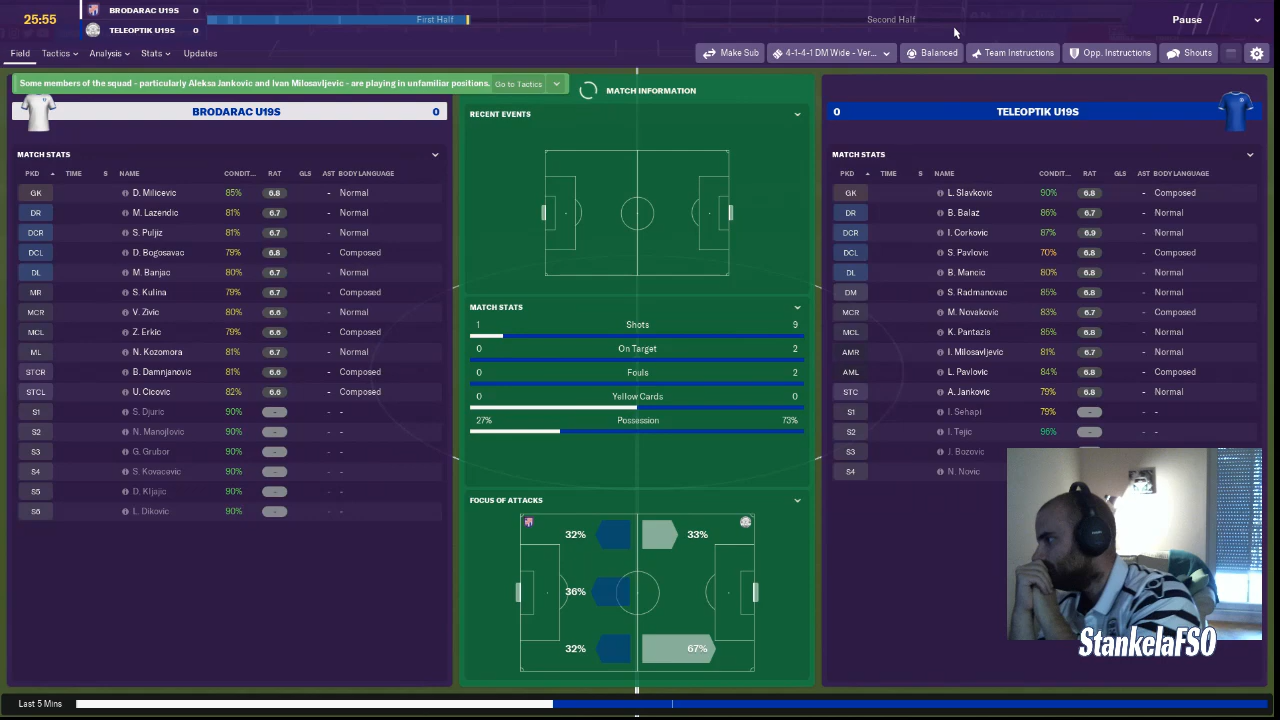 25:55
BRODARAC U19S 0
TELEOPTIK U19S 0
First Half
Second Half
Pause
Field Tactics Analysis Stats Updates
Make Sub 4-1-4-1 DM Wide - Ver... Balanced Team Instructions Opp. Instructions Shouts
Some members of the squad - particularly Aleksa Jankovic and Ivan Milosavljevic - are playing in unfamiliar positions. Go to Tactics
BRODARAC U19S 0
MATCH STATS
PKD TIME S NAME CONDIT... RAT GLS AST BODY LANGUAGE
GK D. Milicevic 85% 6.8 - Normal
DR M. Lazendic 81% 6.7 - Normal
DCR S. Puljiz 81% 6.7 - Normal
DCL D. Bogosavac 79% 6.8 - Composed
DL M. Banjac 80% 6.7 - Normal
MR S. Kulina 79% 6.7 - Composed
MCR V. Zivic 80% 6.6 - Normal
MCL Z. Erkic 79% 6.6 - Composed
ML N. Kozomora 81% 6.7 - Normal
STCR B. Damnjanovic 81% 6.6 - Composed
STCL U. Cicovic 82% 6.6 - Composed
S1 S. Djuric 90% - - -
S2 N. Manojlovic 90% - - -
S3 G. Grubor 90% - - -
S4 S. Kovacevic 90% - - -
S5 D. Kljajic 90% - - -
S6 L. Dikovic 90% - - -
MATCH INFORMATION
RECENT EVENTS
MATCH STATS
1 Shots 9
0 On Target 2
0 Fouls 2
0 Yellow Cards 0
27% Possession 73%
FOCUS OF ATTACKS
32% 33%
36%
32% 67%
0 TELEOPTIK U19S
MATCH STATS
PKD TIME S NAME CONDIT... RAT GLS AST BODY LANGUAGE
GK L. Slavkovic 90% 6.8 - Composed
DR B. Balaz 86% 6.7 - Normal
DCR I. Corkovic 87% 6.9 - Normal
DCL S. Pavlovic 70% 6.8 - Normal
DL B. Mancic 80% 6.8 - Normal
DM S. Radmanovac 85% 6.8 - Normal
MCR M. Novakovic 83% 6.7 - Composed
MCL K. Pantazis 85% 6.8 - Normal
AMR I. Milosavljevic 81% 6.7 - Normal
AML L. Pavlovic 84% 6.8 - Composed
STC A. Jankovic 79% 6.8 - Normal
S1 I. Sehapi 79% - - -
S2 I. Tejic 96% - - -
S3 J. Bozovic
S4 N. Novic
StankelaFSO
Last 5 Mins